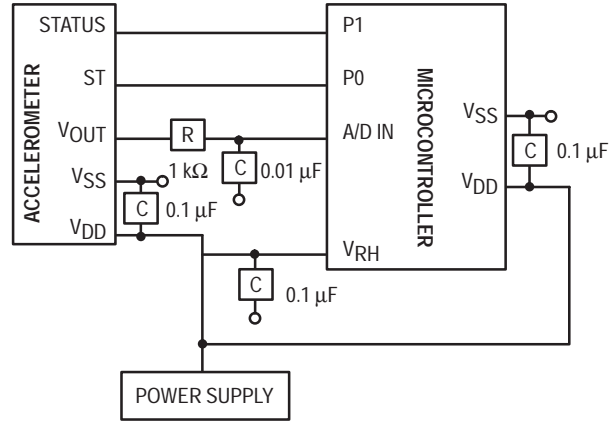 STATUS
ST
VOUT
VSS
VDD
ACCELEROMETER
R
1 kΩ
C
0.01 µF
C
0.1 µF
P1
P0
A/D IN
VRH
MICROCONTROLLER
VSS
VDD
C
0.1 µF
C
0.1 µF
POWER SUPPLY